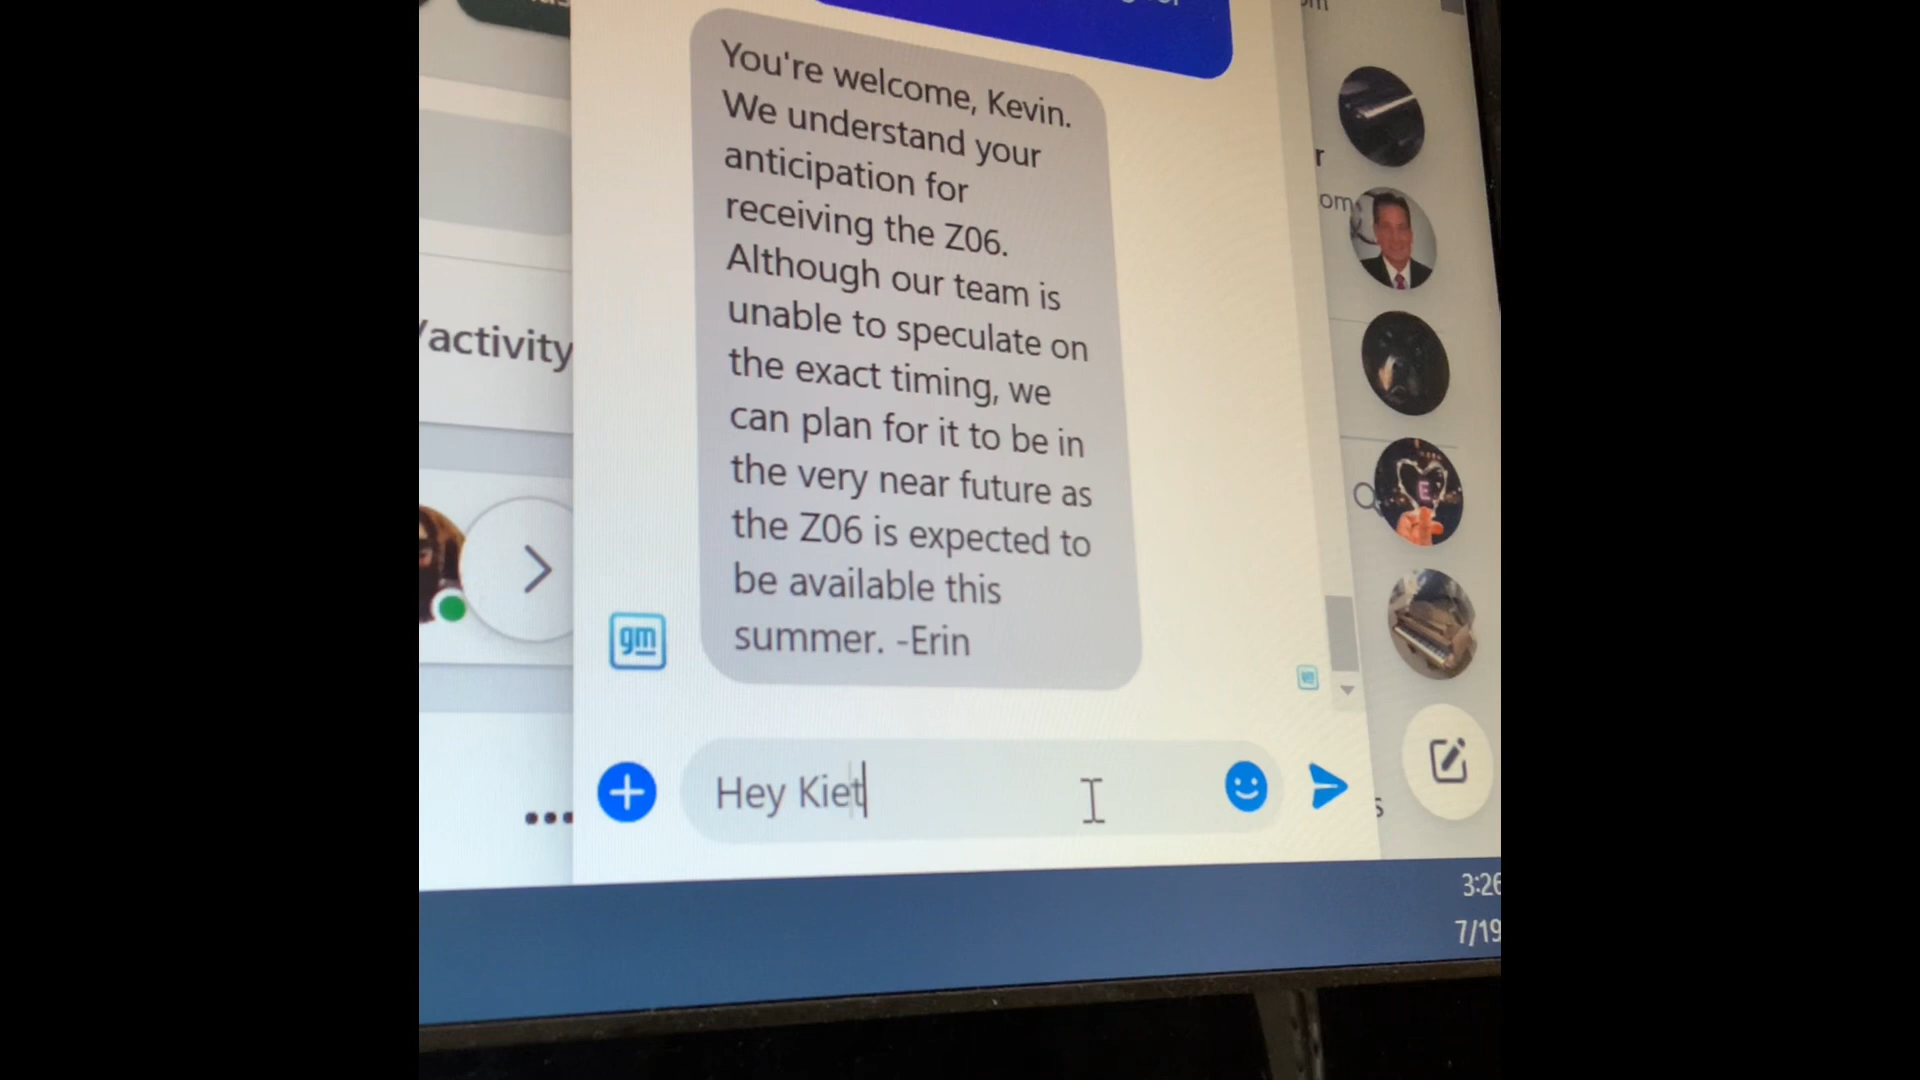 You're welcome, Kevin.
We understand your
anticipation for
receiving the Z06.
Although our team is
unable to speculate on
the exact timing, we
can plan for it to be in
the very near future as
the Z06 is expected to
be available this
summer. -Erin
/activity
gm
Hey Kiet
om
r
E
3:26
7/19